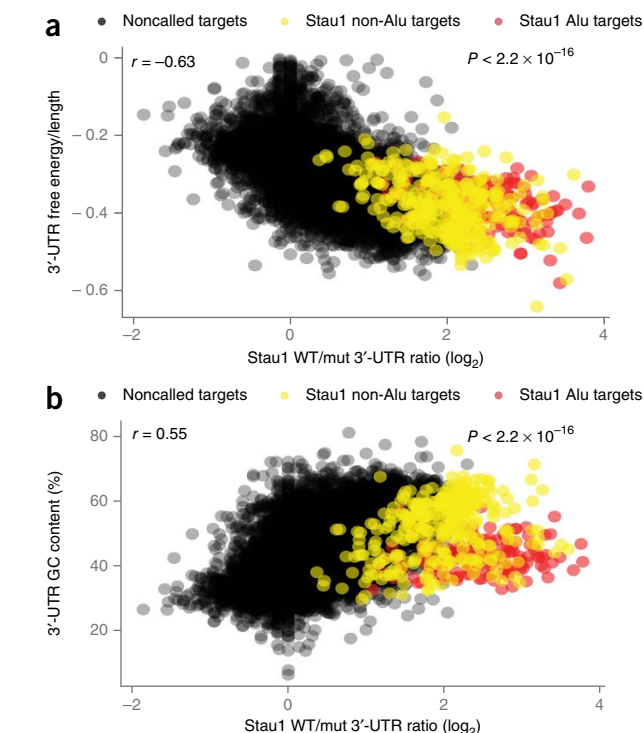 a
Noncalled targets Stau1 non-Alu targets Stau1 Alu targets
r = –0.63 P < 2.2 × 10⁻¹⁶
0
– 0.2
– 0.4
– 0.6
3′-UTR free energy/length
–2 0 2 4
Stau1 WT/mut 3′-UTR ratio (log₂)
b
Noncalled targets Stau1 non-Alu targets Stau1 Alu targets
r = 0.55 P < 2.2 × 10⁻¹⁶
80
60
40
20
3′-UTR GC content (%)
–2 0 2 4
Stau1 WT/mut 3′-UTR ratio (log₂)